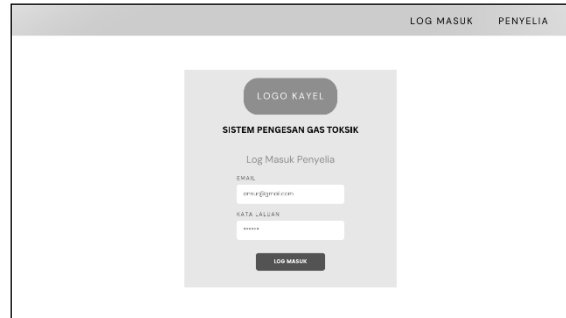 LOG MASUK PENYELIA
LOGO KAYEL
SISTEM PENGESAN GAS TOKSIK
Log Masuk Penyelia
EMAIL
KATA LALUAN
******
LOG MASUK